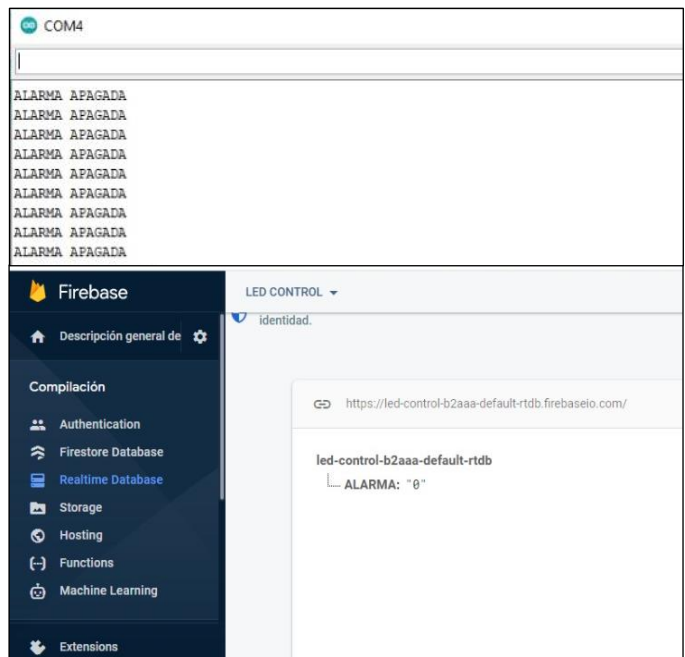 COM4
ALARMA APAGADA
ALARMA APAGADA
ALARMA APAGADA
ALARMA APAGADA
ALARMA APAGADA
ALARMA APAGADA
ALARMA APAGADA
ALARMA APAGADA
ALARMA APAGADA
Firebase
LED CONTROL
identidad.
Descripción general de
Compilación
https://led-control-b2aaa-default-rtdb.firebaseio.com/
Authentication
Firestore Database
led-control-b2aaa-default-rtdb
Realtime Database
ALARMA: "0"
Storage
Hosting
Functions
Machine Learning
Extensions